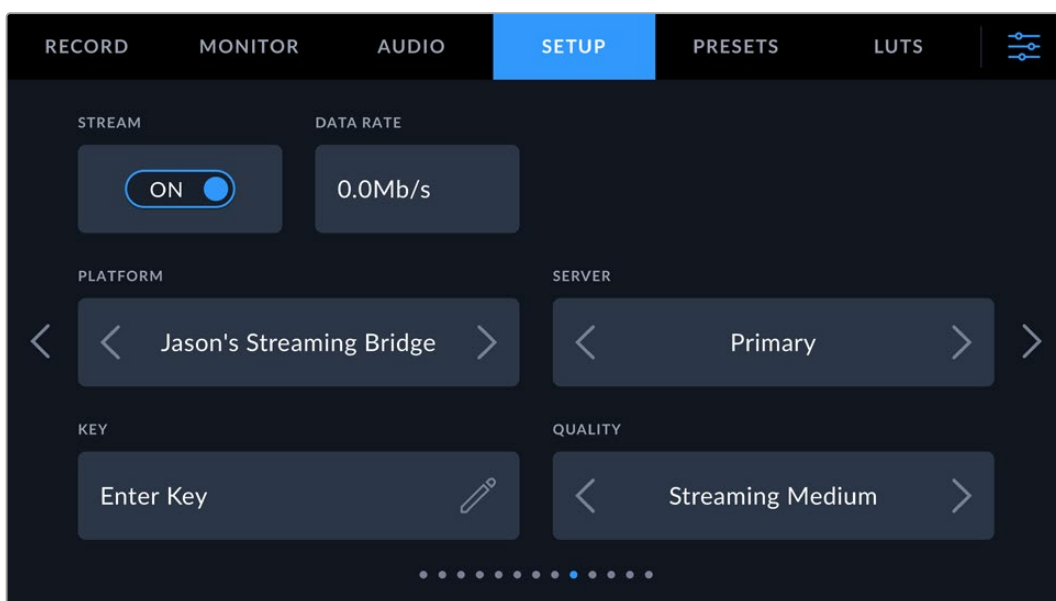 RECORD MONITOR AUDIO SETUP PRESETS LUTS
STREAM DATA RATE
ON 0.0Mb/s
PLATFORM SERVER
Jason's Streaming Bridge Primary
KEY QUALITY
Enter Key Streaming Medium